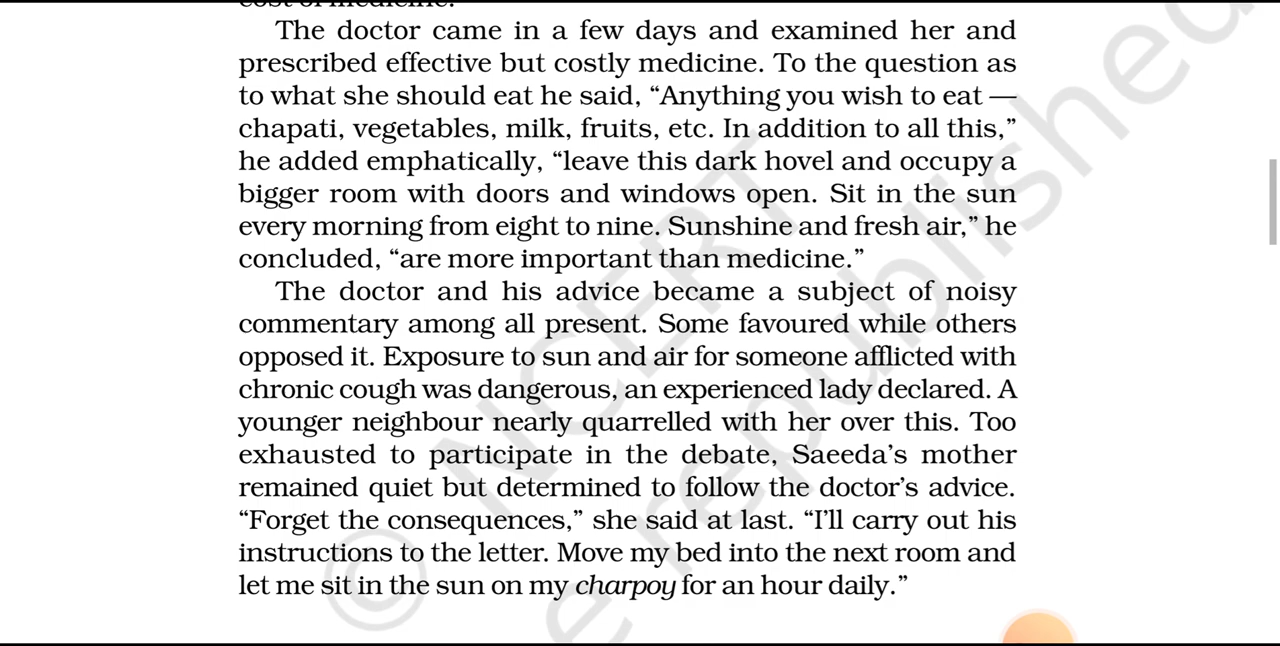 cost of medicine.
The doctor came in a few days and examined her and
prescribed effective but costly medicine. To the question as
to what she should eat he said, “Anything you wish to eat —
chapati, vegetables, milk, fruits, etc. In addition to all this,”
he added emphatically, “leave this dark hovel and occupy a
bigger room with doors and windows open. Sit in the sun
every morning from eight to nine. Sunshine and fresh air,” he
concluded, “are more important than medicine.”
The doctor and his advice became a subject of noisy
commentary among all present. Some favoured while others
opposed it. Exposure to sun and air for someone afflicted with
chronic cough was dangerous, an experienced lady declared. A
younger neighbour nearly quarrelled with her over this. Too
exhausted to participate in the debate, Saeeda’s mother
remained quiet but determined to follow the doctor’s advice.
“Forget the consequences,” she said at last. “I’ll carry out his
instructions to the letter. Move my bed into the next room and
let me sit in the sun on my charpoy for an hour daily.”
© NCERT
e republished